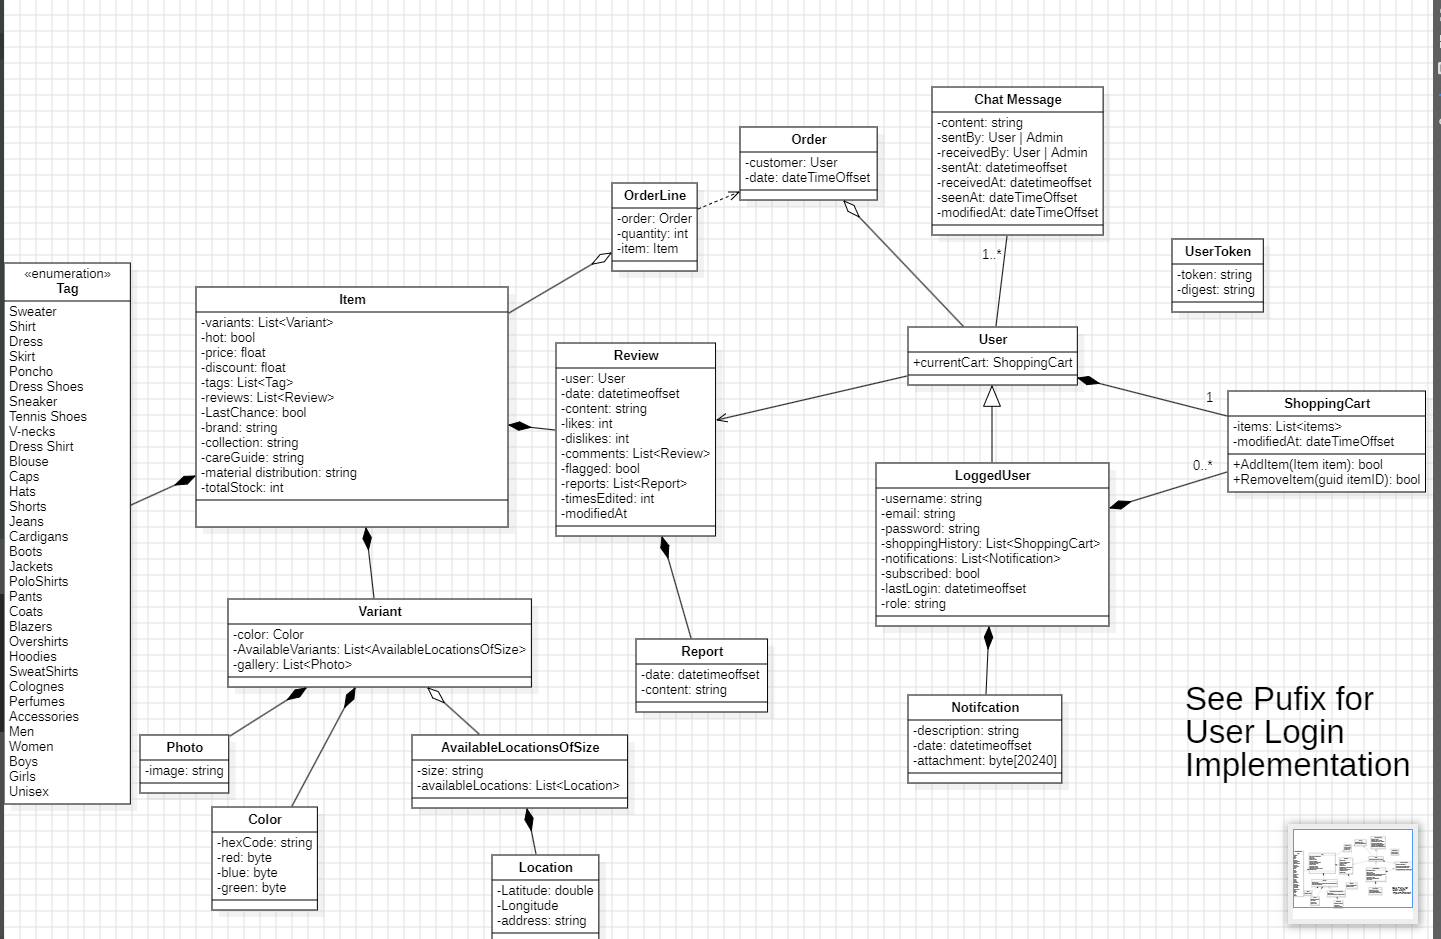 Chat Message
-content: string
-sentBy: User | Admin
-receivedBy: User | Admin
-sentAt: datetimeoffset
-receivedAt: datetimeoffset
-seenAt: dateTimeOffset
-modifiedAt: dateTimeOffset
1..*
Order
-customer: User
-date: dateTimeOffset
OrderLine
-order: Order
-quantity: int
-item: Item
UserToken
-token: string
-digest: string
«enumeration»
Tag
Sweater
Shirt
Dress
Skirt
Poncho
Dress Shoes
Sneaker
Tennis Shoes
V-necks
Dress Shirt
Blouse
Caps
Hats
Shorts
Jeans
Cardigans
Boots
Jackets
PoloShirts
Pants
Coats
Blazers
Overshirts
Hoodies
SweatShirts
Colognes
Perfumes
Accessories
Men
Women
Boys
Girls
Unisex
Item
-variants: List<Variant>
-hot: bool
-price: float
-discount: float
-tags: List<Tag>
-reviews: List<Review>
-LastChance: bool
-brand: string
-collection: string
-careGuide: string
-material distribution: string
-totalStock: int
Review
-user: User
-date: datetimeoffset
-content: string
-likes: int
-dislikes: int
-comments: List<Review>
-flagged: bool
-reports: List<Report>
-timesEdited: int
-modifiedAt
User
+currentCart: ShoppingCart
1
ShoppingCart
-items: List<items>
-modifiedAt: dateTimeOffset
+AddItem(Item item): bool
+RemoveItem(guid itemID): bool
0..*
LoggedUser
-username: string
-email: string
-password: string
-shoppingHistory: List<ShoppingCart>
-notifications: List<Notification>
-subscribed: bool
-lastLogin: datetimeoffset
-role: string
Variant
-color: Color
-AvailableVariants: List<AvailableLocationsOfSize>
-gallery: List<Photo>
Report
-date: datetimeoffset
-content: string
Notifcation
-description: string
-date: datetimeoffset
-attachment: byte[20240]
See Pufix for
User Login
Implementation
Photo
-image: string
AvailableLocationsOfSize
-size: string
-availableLocations: List<Location>
Color
-hexCode: string
-red: byte
-blue: byte
-green: byte
Location
-Latitude: double
-Longitude
-address: string